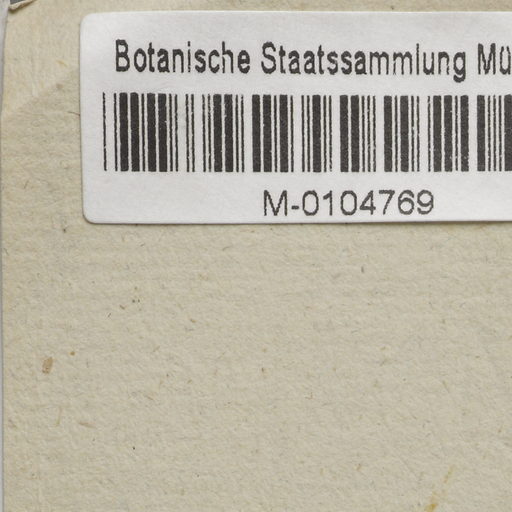 Botanische Staatssammlung Mü
M-0104769